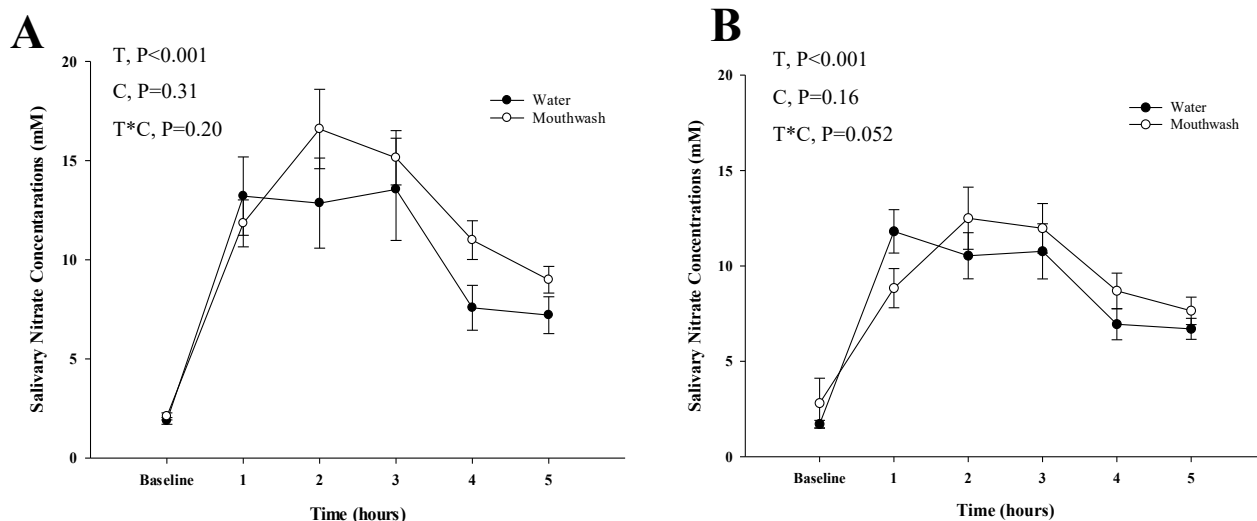 A
T, P<0.001
C, P=0.31
T*C, P=0.20
Water
Mouthwash
Salivary Nitrate Concentarations (mM)
20
15
10
5
0
Baseline 1 2 3 4 5
Time (hours)
B
T, P<0.001
C, P=0.16
T*C, P=0.052
Water
Mouthwash
Salivary Nitrate Concentrations (mM)
20
15
10
5
0
Baseline 1 2 3 4 5
Time (hours)